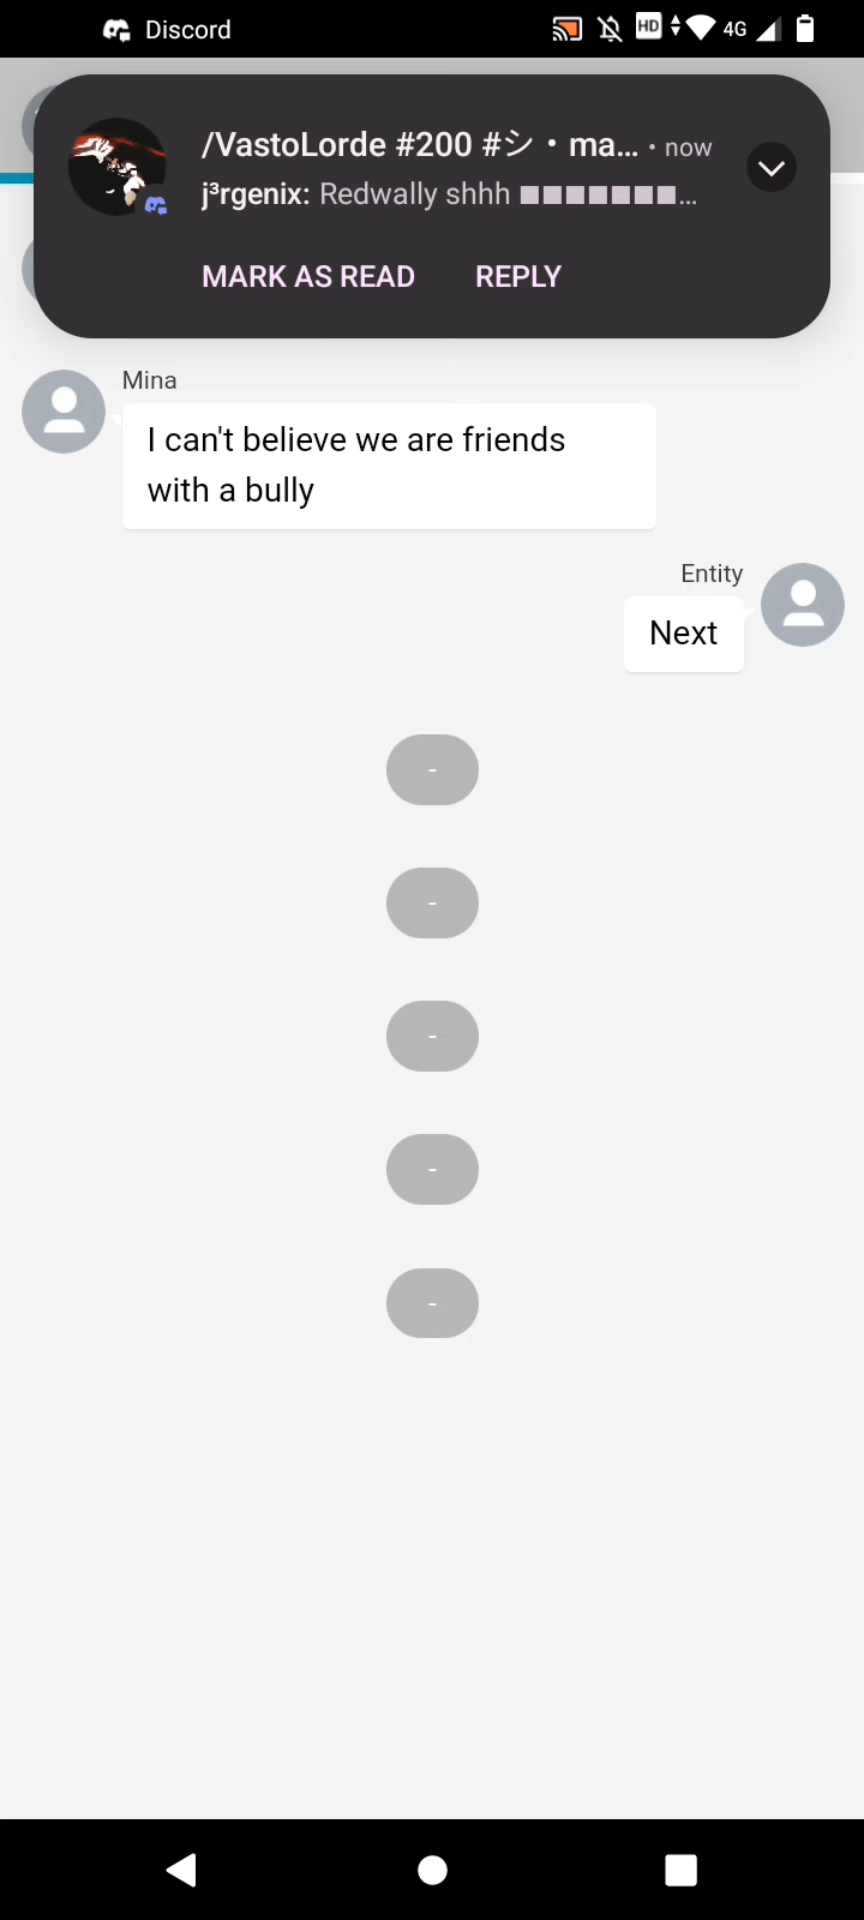 Discord HD 4G
/VastoLorde #200 #シ・ma... • now
j³rgenix: Redwally shhh ■■■■■■■...
MARK AS READ REPLY
Mina
I can't believe we are friends
with a bully
Entity
Next
-
-
-
-
-